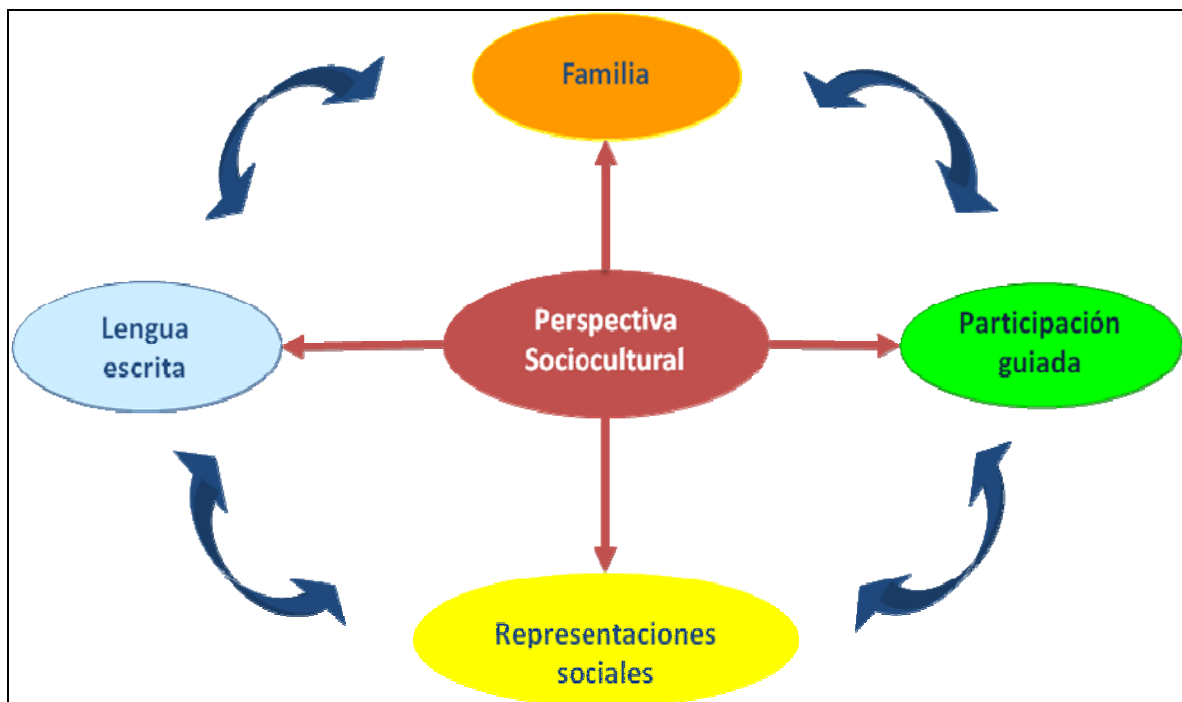 Familia
Lengua
escrita
Perspectiva
Sociocultural
Participación
guiada
Representaciones
sociales